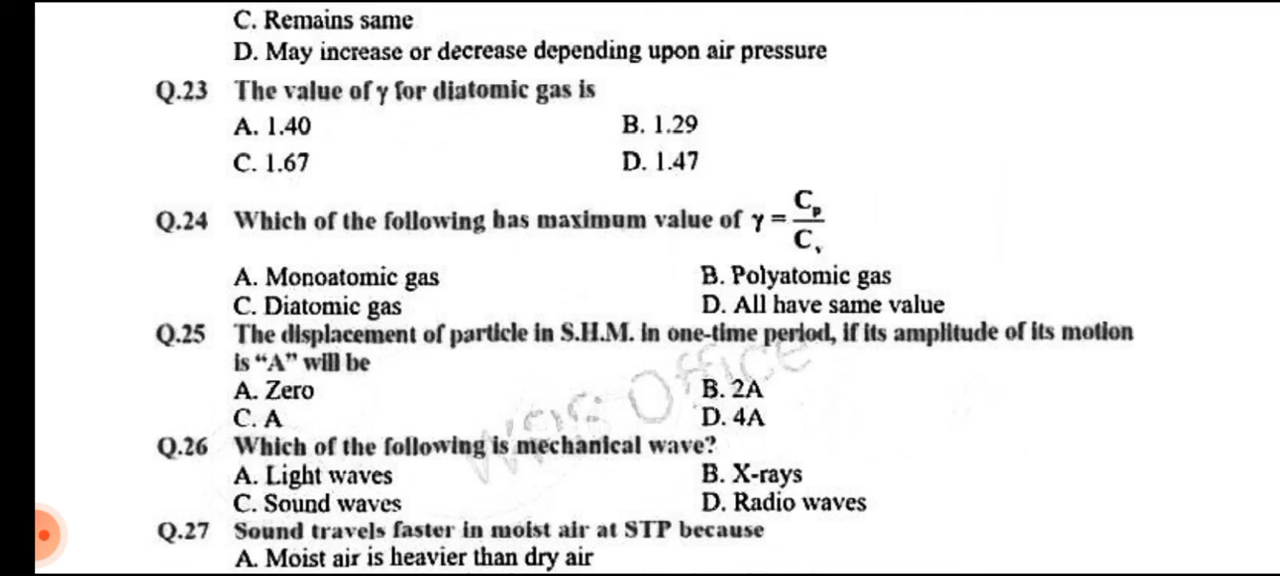 C. Remains same
D. May increase or decrease depending upon air pressure
Q.23 The value of γ for diatomic gas is
A. 1.40 B. 1.29
C. 1.67 D. 1.47
Q.24 Which of the following has maximum value of γ = C_p / C_v
A. Monoatomic gas B. Polyatomic gas
C. Diatomic gas D. All have same value
Q.25 The displacement of particle in S.H.M. in one-time period, if its amplitude of its motion
is “A” will be
A. Zero B. 2A
C. A D. 4A
Q.26 Which of the following is mechanical wave?
A. Light waves B. X-rays
C. Sound waves D. Radio waves
Q.27 Sound travels faster in moist air at STP because
A. Moist air is heavier than dry air
Office